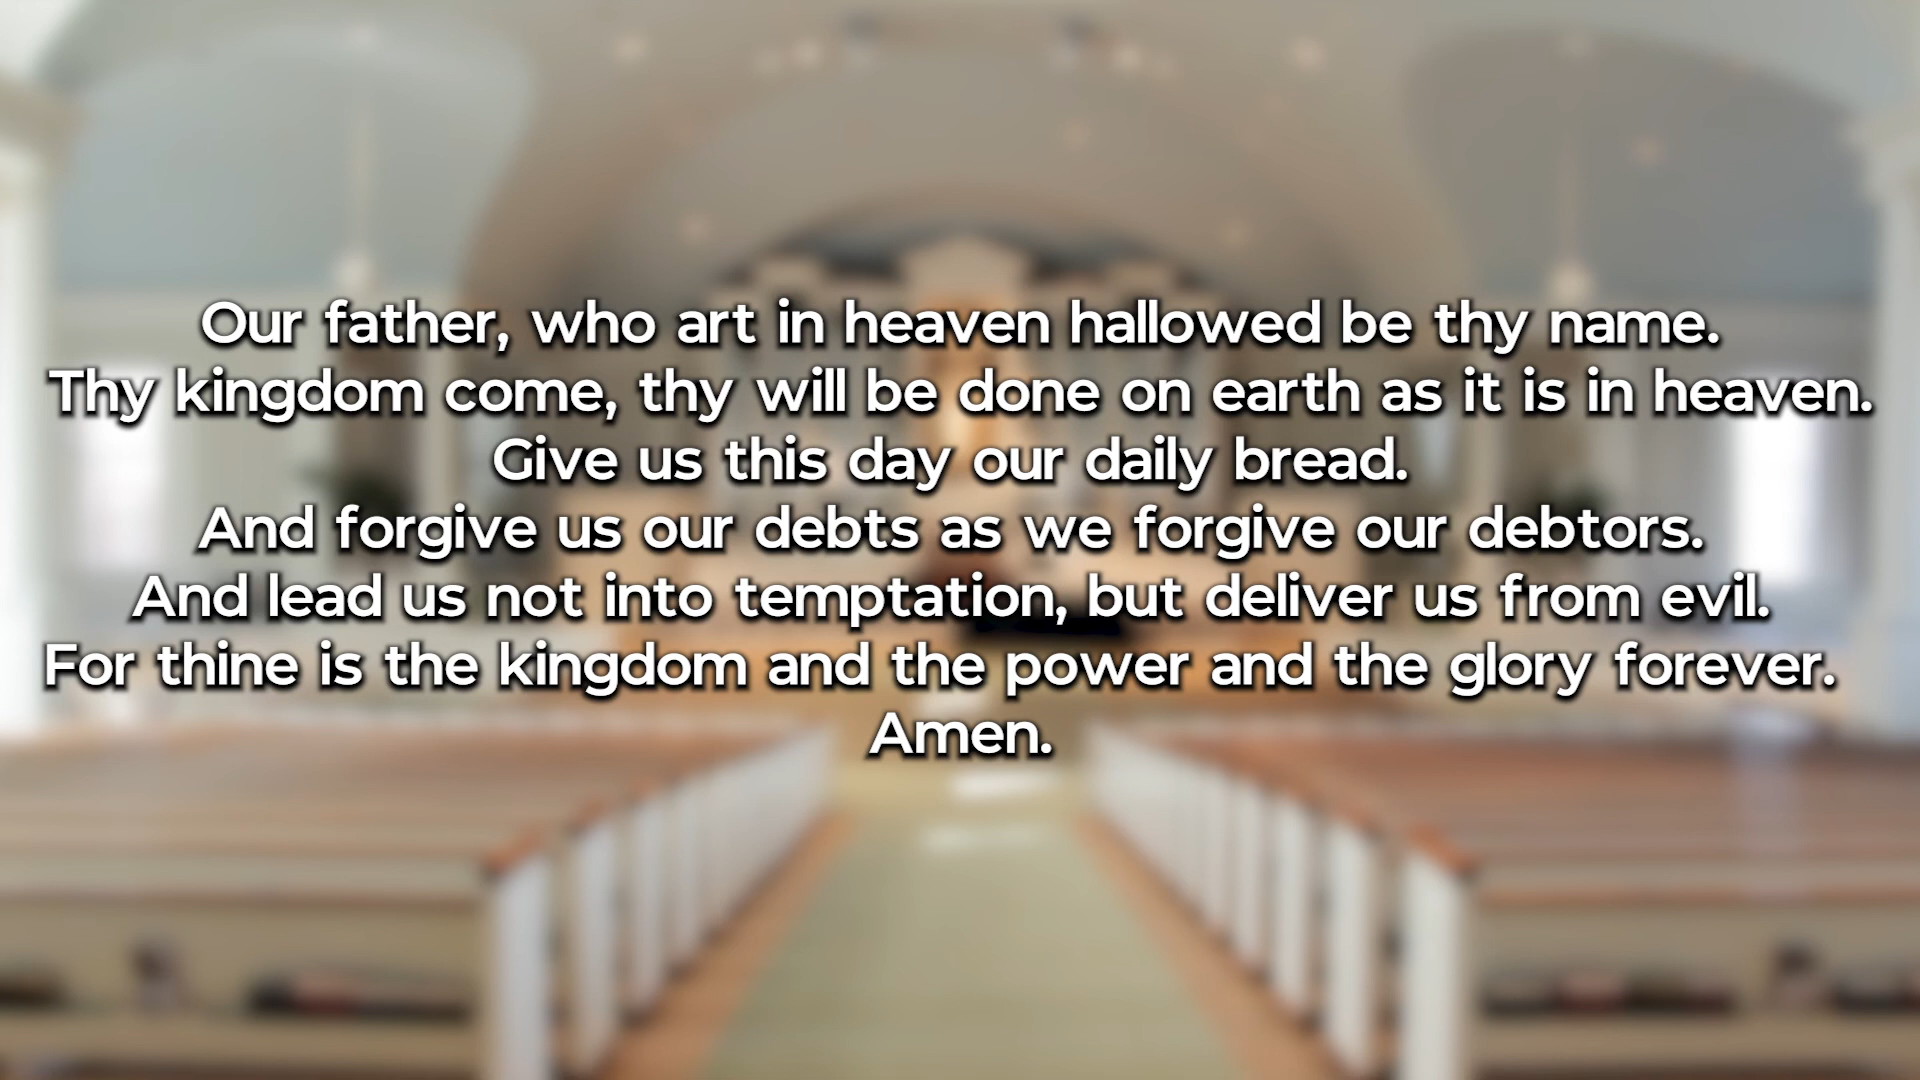 Our father, who art in heaven hallowed be thy name.
Thy kingdom come, thy will be done on earth as it is in heaven.
Give us this day our daily bread.
And forgive us our debts as we forgive our debtors.
And lead us not into temptation, but deliver us from evil.
For thine is the kingdom and the power and the glory forever.
Amen.